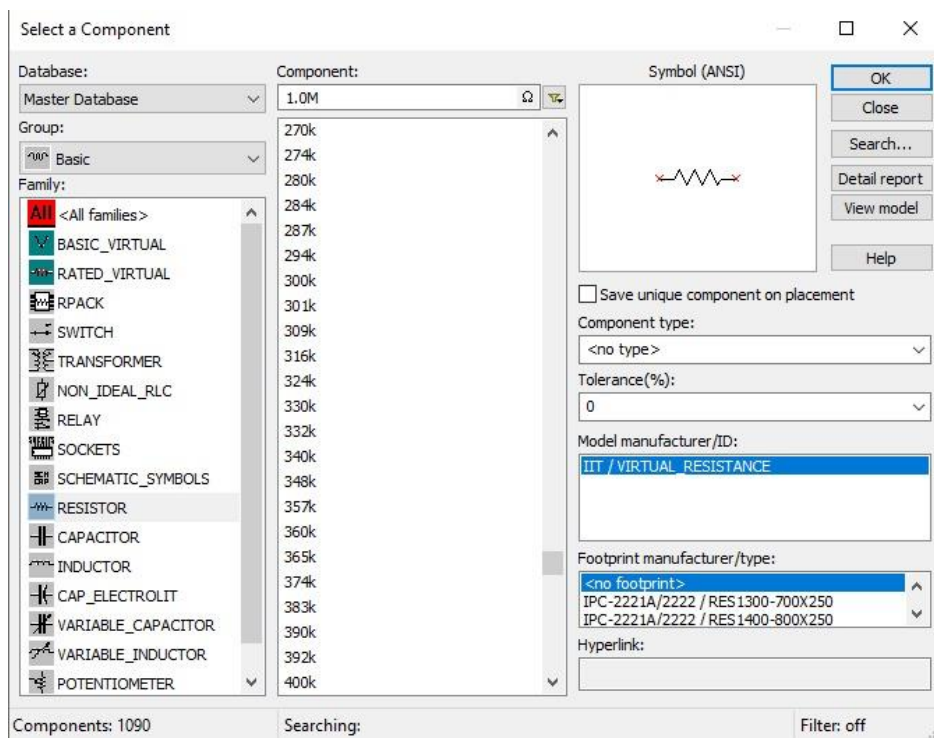 Select a Component
Database:
Master Database
Group:
Basic
Family:
All <All families>
BASIC_VIRTUAL
RATED_VIRTUAL
RPACK
SWITCH
TRANSFORMER
NON_IDEAL_RLC
RELAY
SOCKETS
SCHEMATIC_SYMBOLS
RESISTOR
CAPACITOR
INDUCTOR
CAP_ELECTROLIT
VARIABLE_CAPACITOR
VARIABLE_INDUCTOR
POTENTIOMETER
Component:
1.0M Ω
270k
274k
280k
284k
287k
294k
300k
301k
309k
316k
324k
330k
332k
340k
348k
357k
360k
365k
374k
383k
390k
392k
400k
Symbol (ANSI)
OK
Close
Search...
Detail report
View model
Help
Save unique component on placement
Component type:
<no type>
Tolerance(%):
0
Model manufacturer/ID:
IIT / VIRTUAL_RESISTANCE
Footprint manufacturer/type:
<no footprint>
IPC-2221A/2222 / RES1300-700X250
IPC-2221A/2222 / RES1400-800X250
Hyperlink:
Components: 1090
Searching:
Filter: off